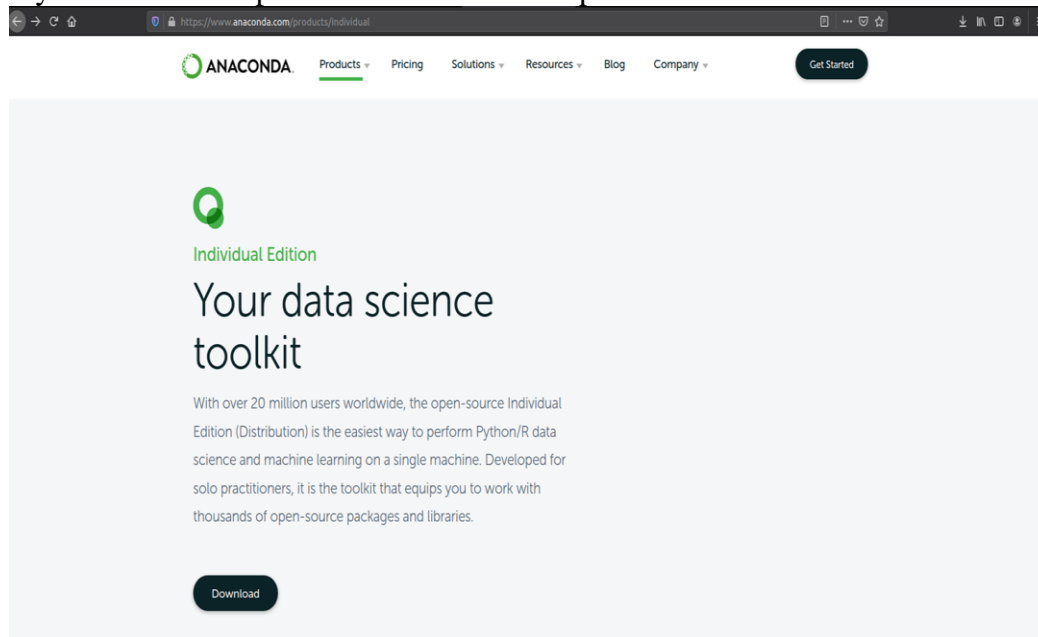 https://www.anaconda.com/products/individual
ANACONDA. Products Pricing Solutions Resources Blog Company Get Started
Individual Edition
Your data science
toolkit
With over 20 million users worldwide, the open-source Individual
Edition (Distribution) is the easiest way to perform Python/R data
science and machine learning on a single machine. Developed for
solo practitioners, it is the toolkit that equips you to work with
thousands of open-source packages and libraries.
Download